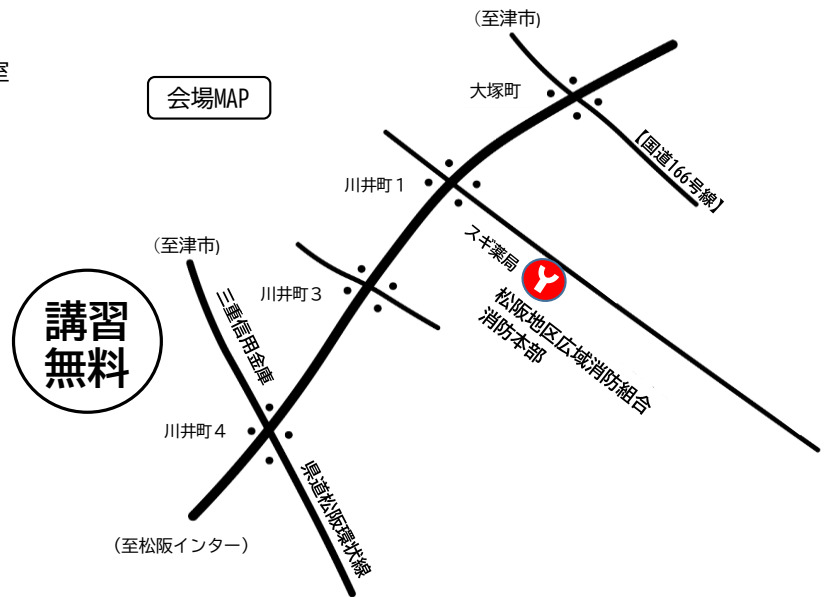 （至津市）
室
大塚町
会場MAP
【国道166号線】
川井町１
スギ薬局
（至津市）
川井町３
三重信用金庫
松阪地区広域消防組合
消防本部
講習
無料
川井町４
県道松阪環状線
（至松阪インター）